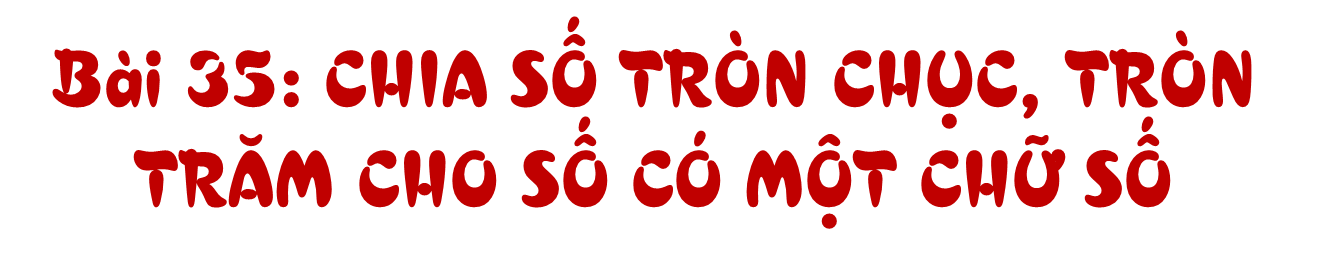 Bài 35: CHIA SỐ TRÒN CHỤC, TRÒN
TRĂM CHO SỐ CÓ MỘT CHỮ SỐ